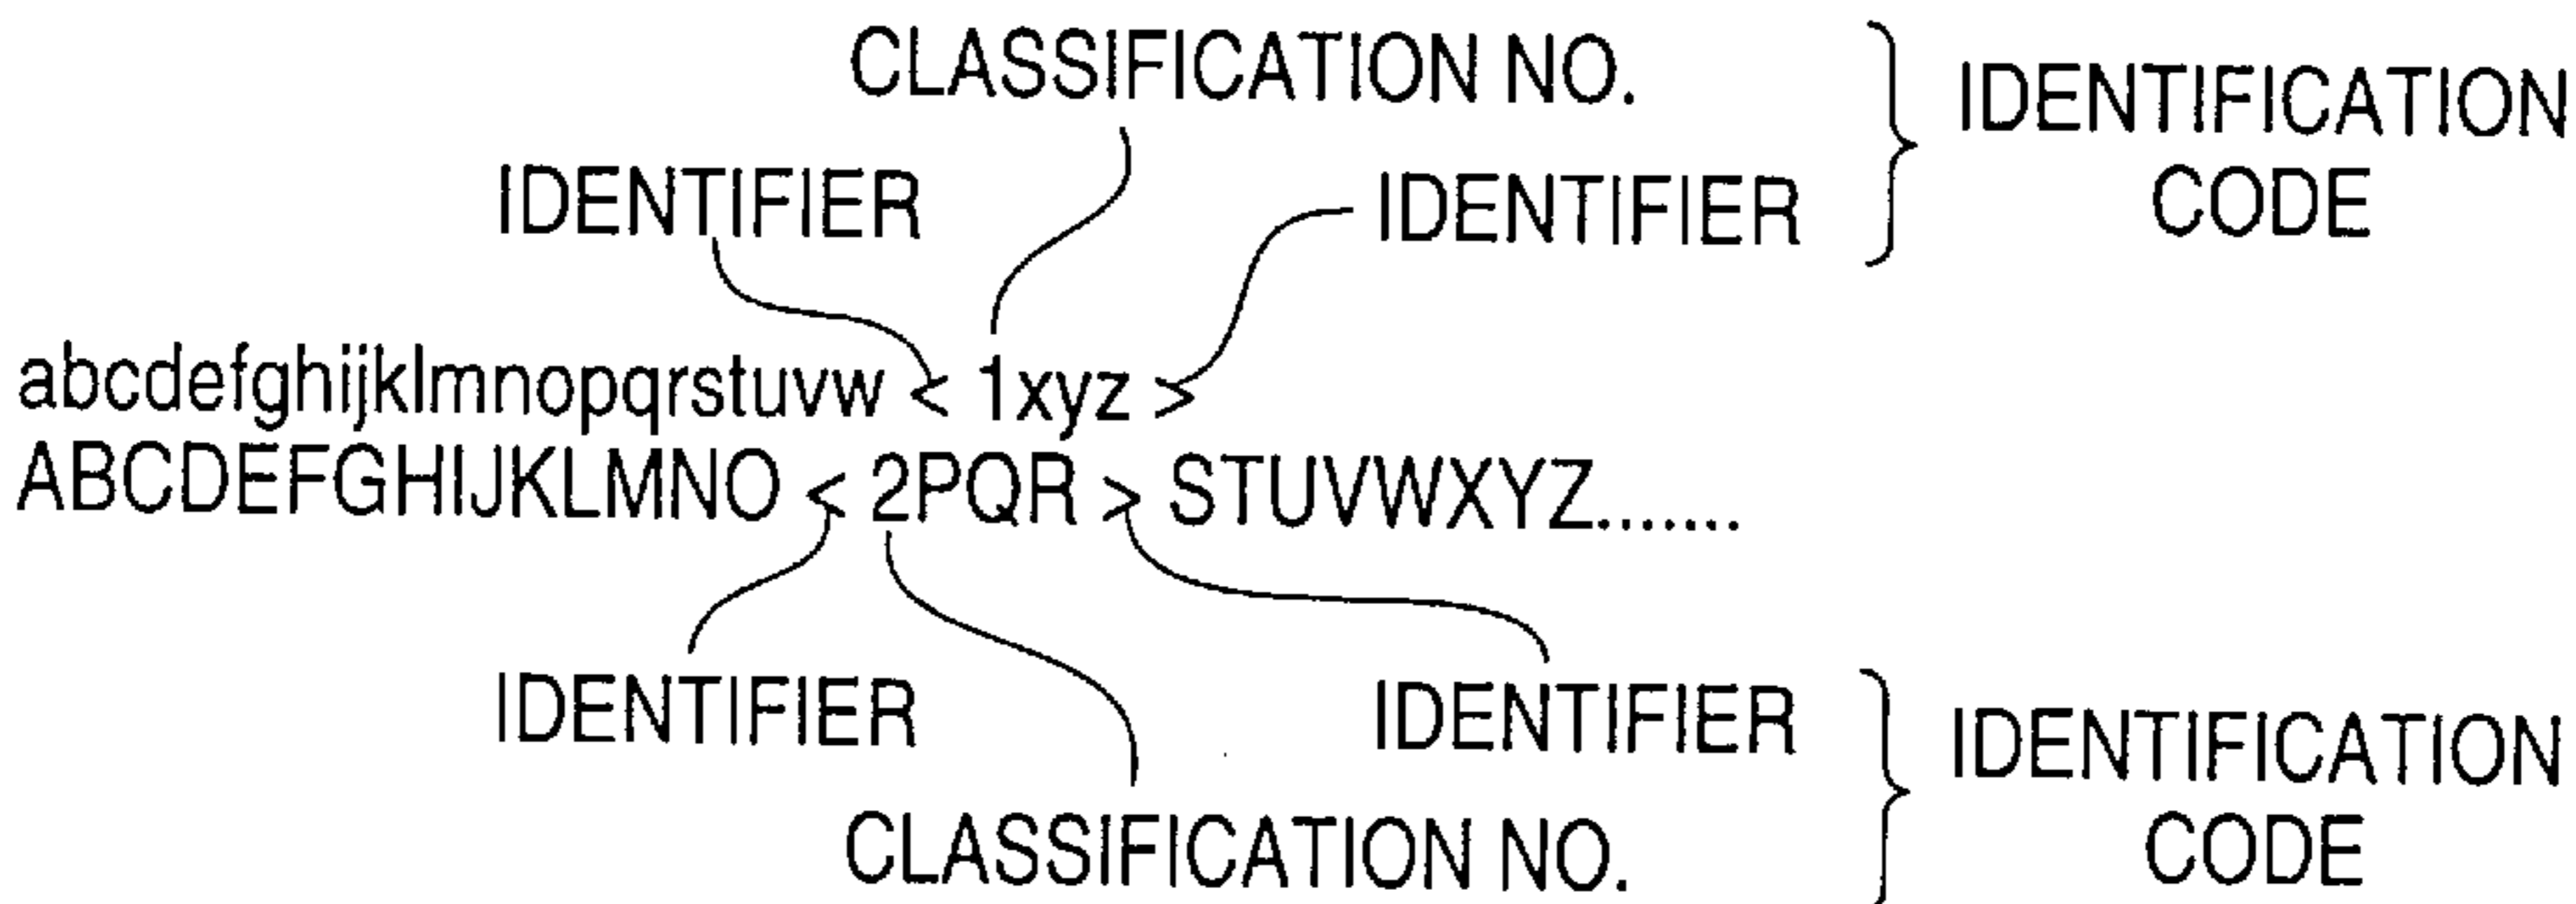 CLASSIFICATION NO.
IDENTIFICATION
IDENTIFIER
IDENTIFIER
CODE
abcdefghijklmnopqrstuvw < 1xyz >
ABCDEFGHIJKLMNO < 2PQR > STUVWXYZ.......
IDENTIFIER
IDENTIFIER
IDENTIFICATION
CLASSIFICATION NO.
CODE